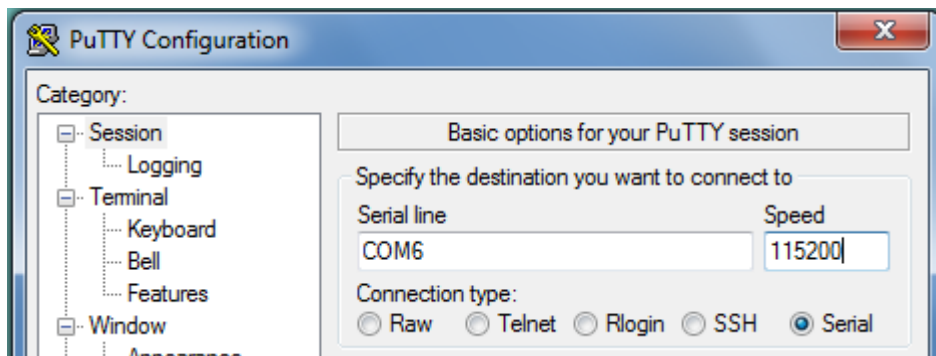 PuTTY Configuration
Category:
Session
Logging
Terminal
Keyboard
Bell
Features
Window
Appearance
Basic options for your PuTTY session
Specify the destination you want to connect to
Serial line Speed
COM6 115200
Connection type:
Raw Telnet Rlogin SSH Serial